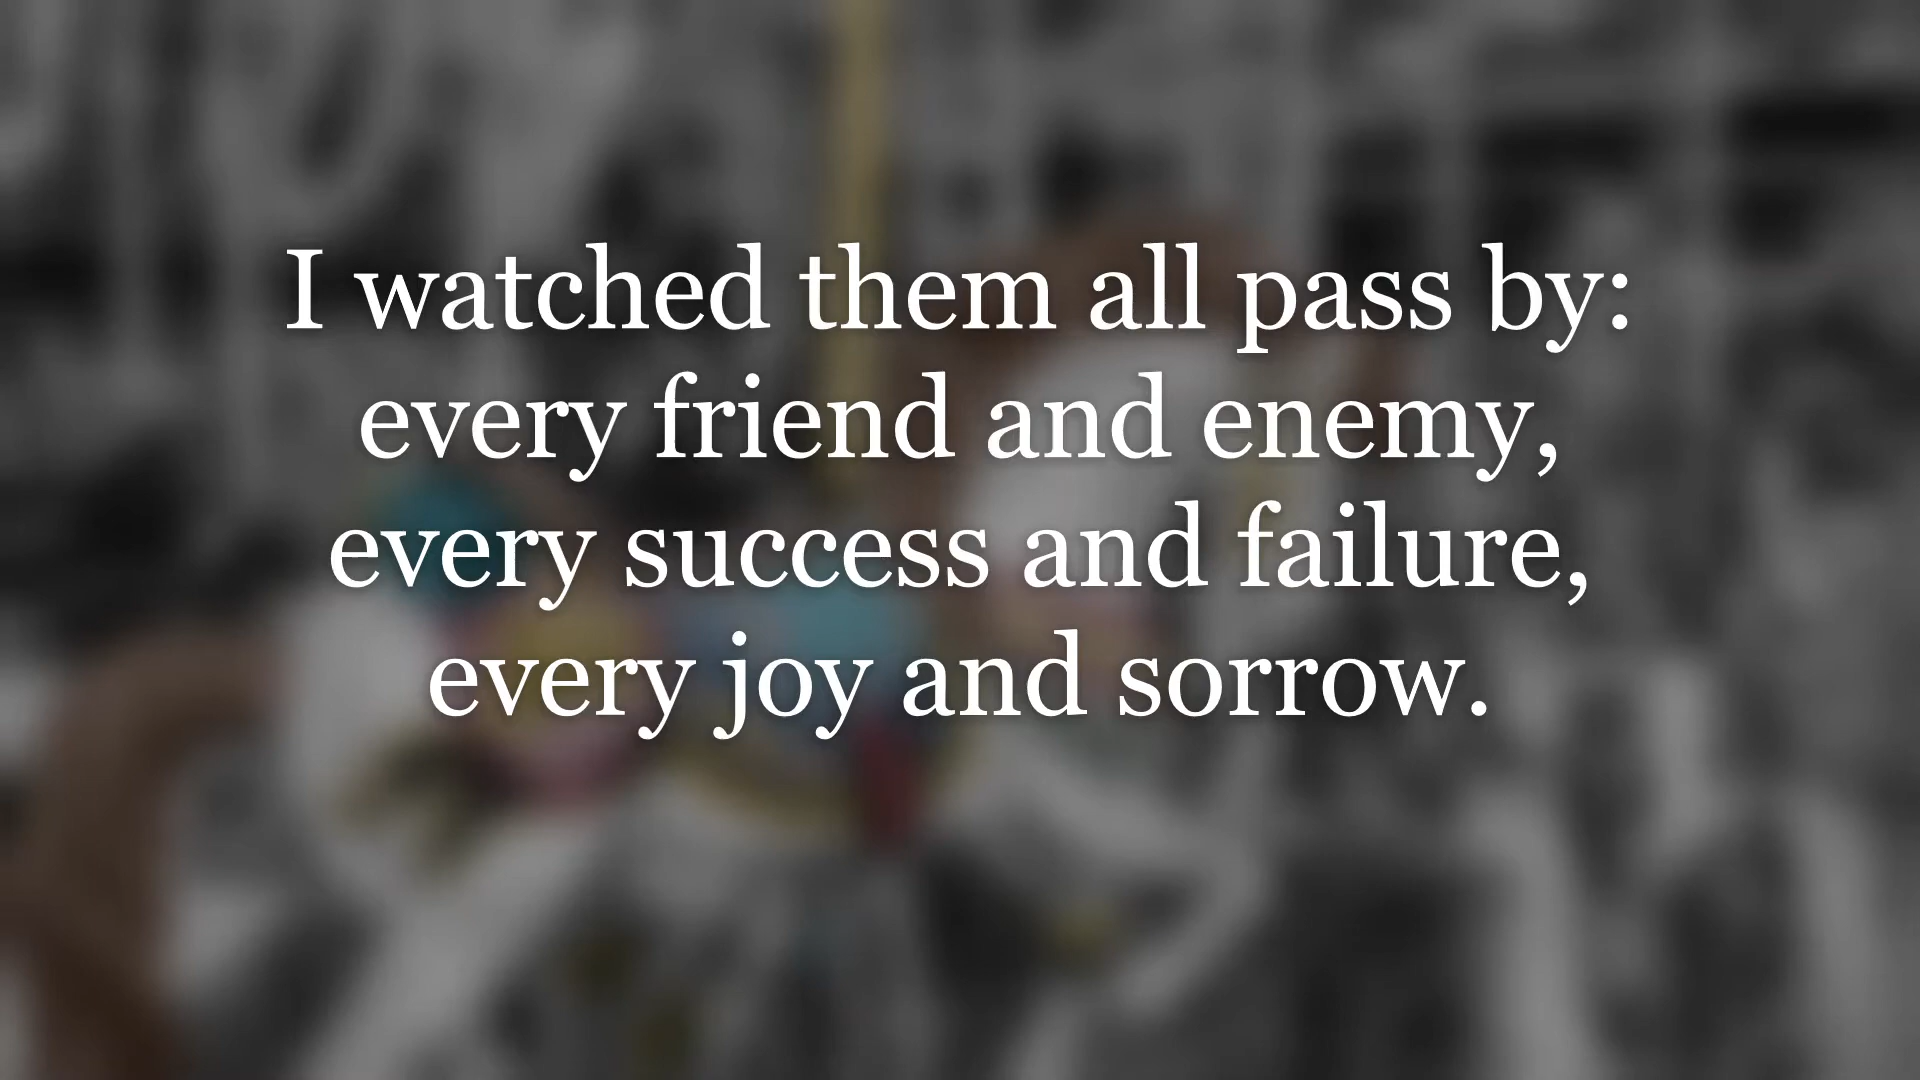 I watched them all pass by:
every friend and enemy,
every success and failure,
every joy and sorrow.